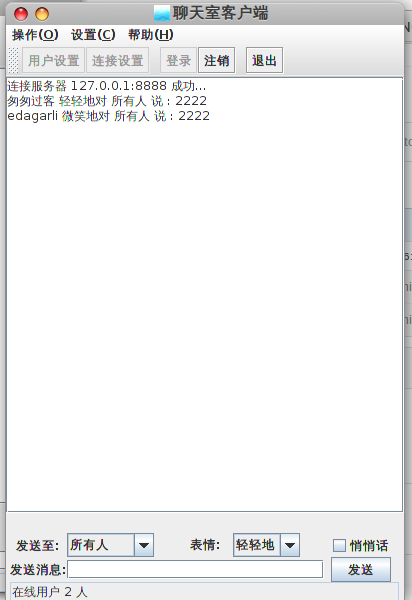 聊天室客户端
操作(O) 设置(C) 帮助(H)
用户设置 连接设置 登录 注销 退出
连接服务器 127.0.0.1:8888 成功...
匆匆过客 轻轻地对 所有人 说：2222
edagarli 微笑地对 所有人 说：2222
发送至: 所有人 表情: 轻轻地 悄悄话
发送消息: 发送
在线用户 2 人